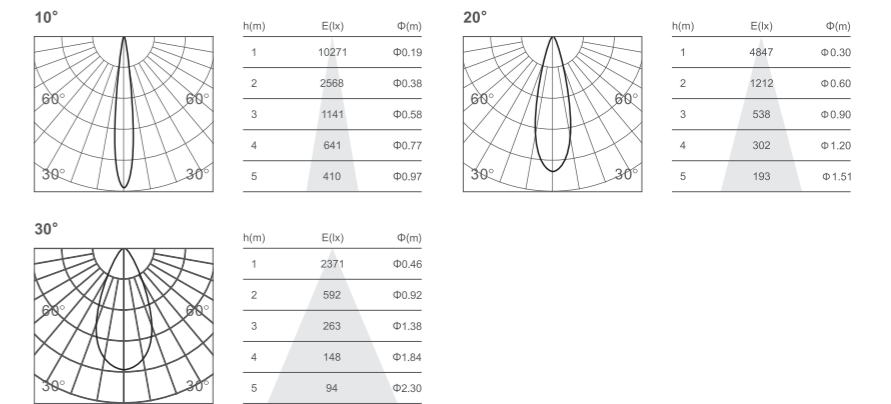 10°
h(m) E(lx) Φ(m)
1 10271 Φ0.19
2 2568 Φ0.38
3 1141 Φ0.58
4 641 Φ0.77
5 410 Φ0.97
60° 60°
30° 30°
20°
h(m) E(lx) Φ(m)
1 4847 Φ0.30
2 1212 Φ0.60
3 538 Φ0.90
4 302 Φ1.20
5 193 Φ1.51
60° 60°
30° 30°
30°
h(m) E(lx) Φ(m)
1 2371 Φ0.46
2 592 Φ0.92
3 263 Φ1.38
4 148 Φ1.84
5 94 Φ2.30
60° 60°
30° 30°